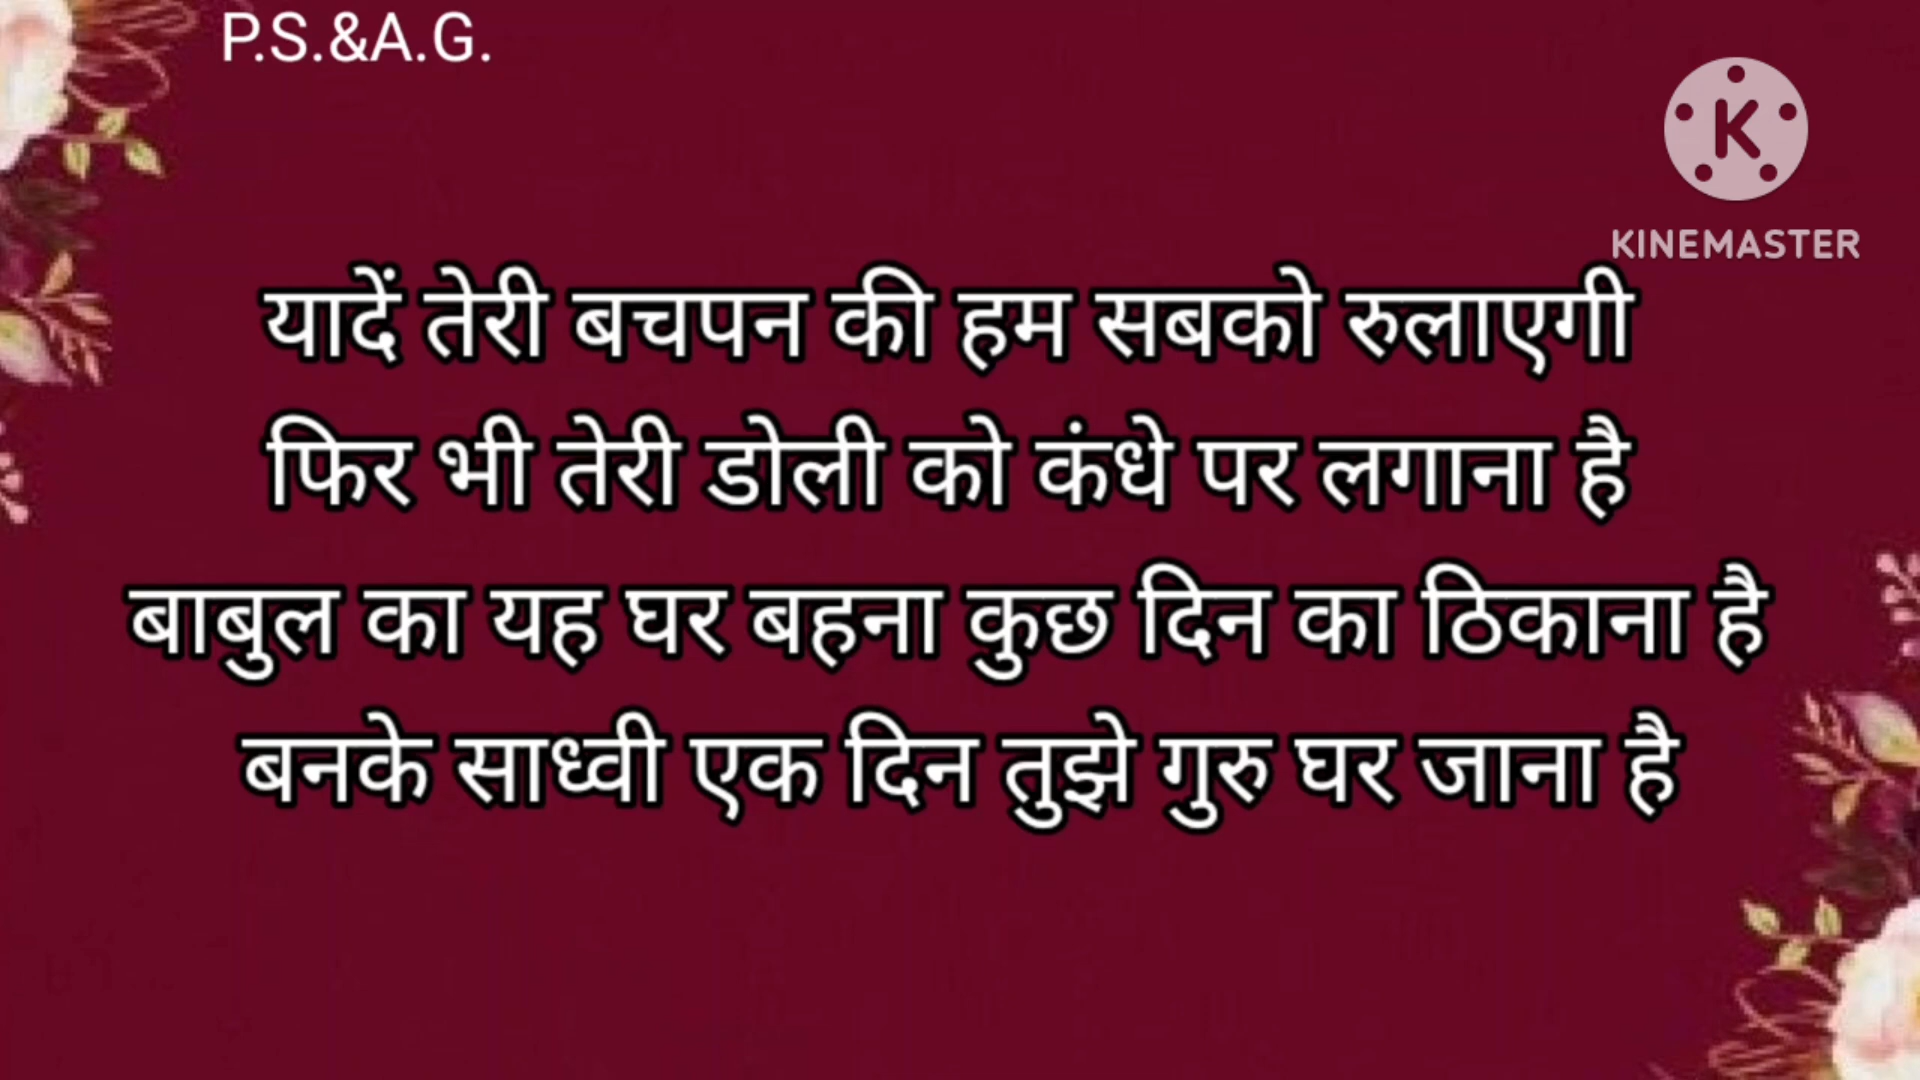 P.S.&A.G.
K
KINEMASTER
यादें तेरी बचपन की हम सबको रुलाएगी
फिर भी तेरी डोली को कंधे पर लगाना है
बाबुल का यह घर बहना कुछ दिन का ठिकाना है
बनके साध्वी एक दिन तुझे गुरु घर जाना है